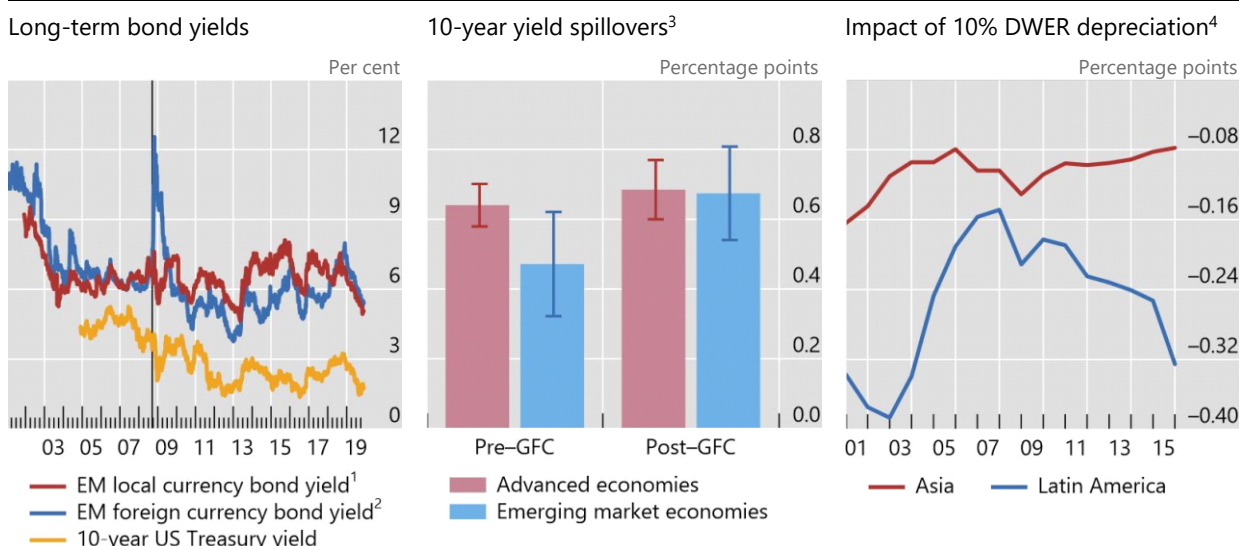 Long-term bond yields
Per cent
12
9
6
3
0
03 05 07 09 11 13 15 17 19
EM local currency bond yield¹
EM foreign currency bond yield²
10-year US Treasury yield
10-year yield spillovers³
Percentage points
0.8
0.6
0.4
0.2
0.0
Pre–GFC Post–GFC
Advanced economies
Emerging market economies
Impact of 10% DWER depreciation⁴
Percentage points
–0.08
–0.16
–0.24
–0.32
–0.40
01 03 05 07 09 11 13 15
Asia Latin America